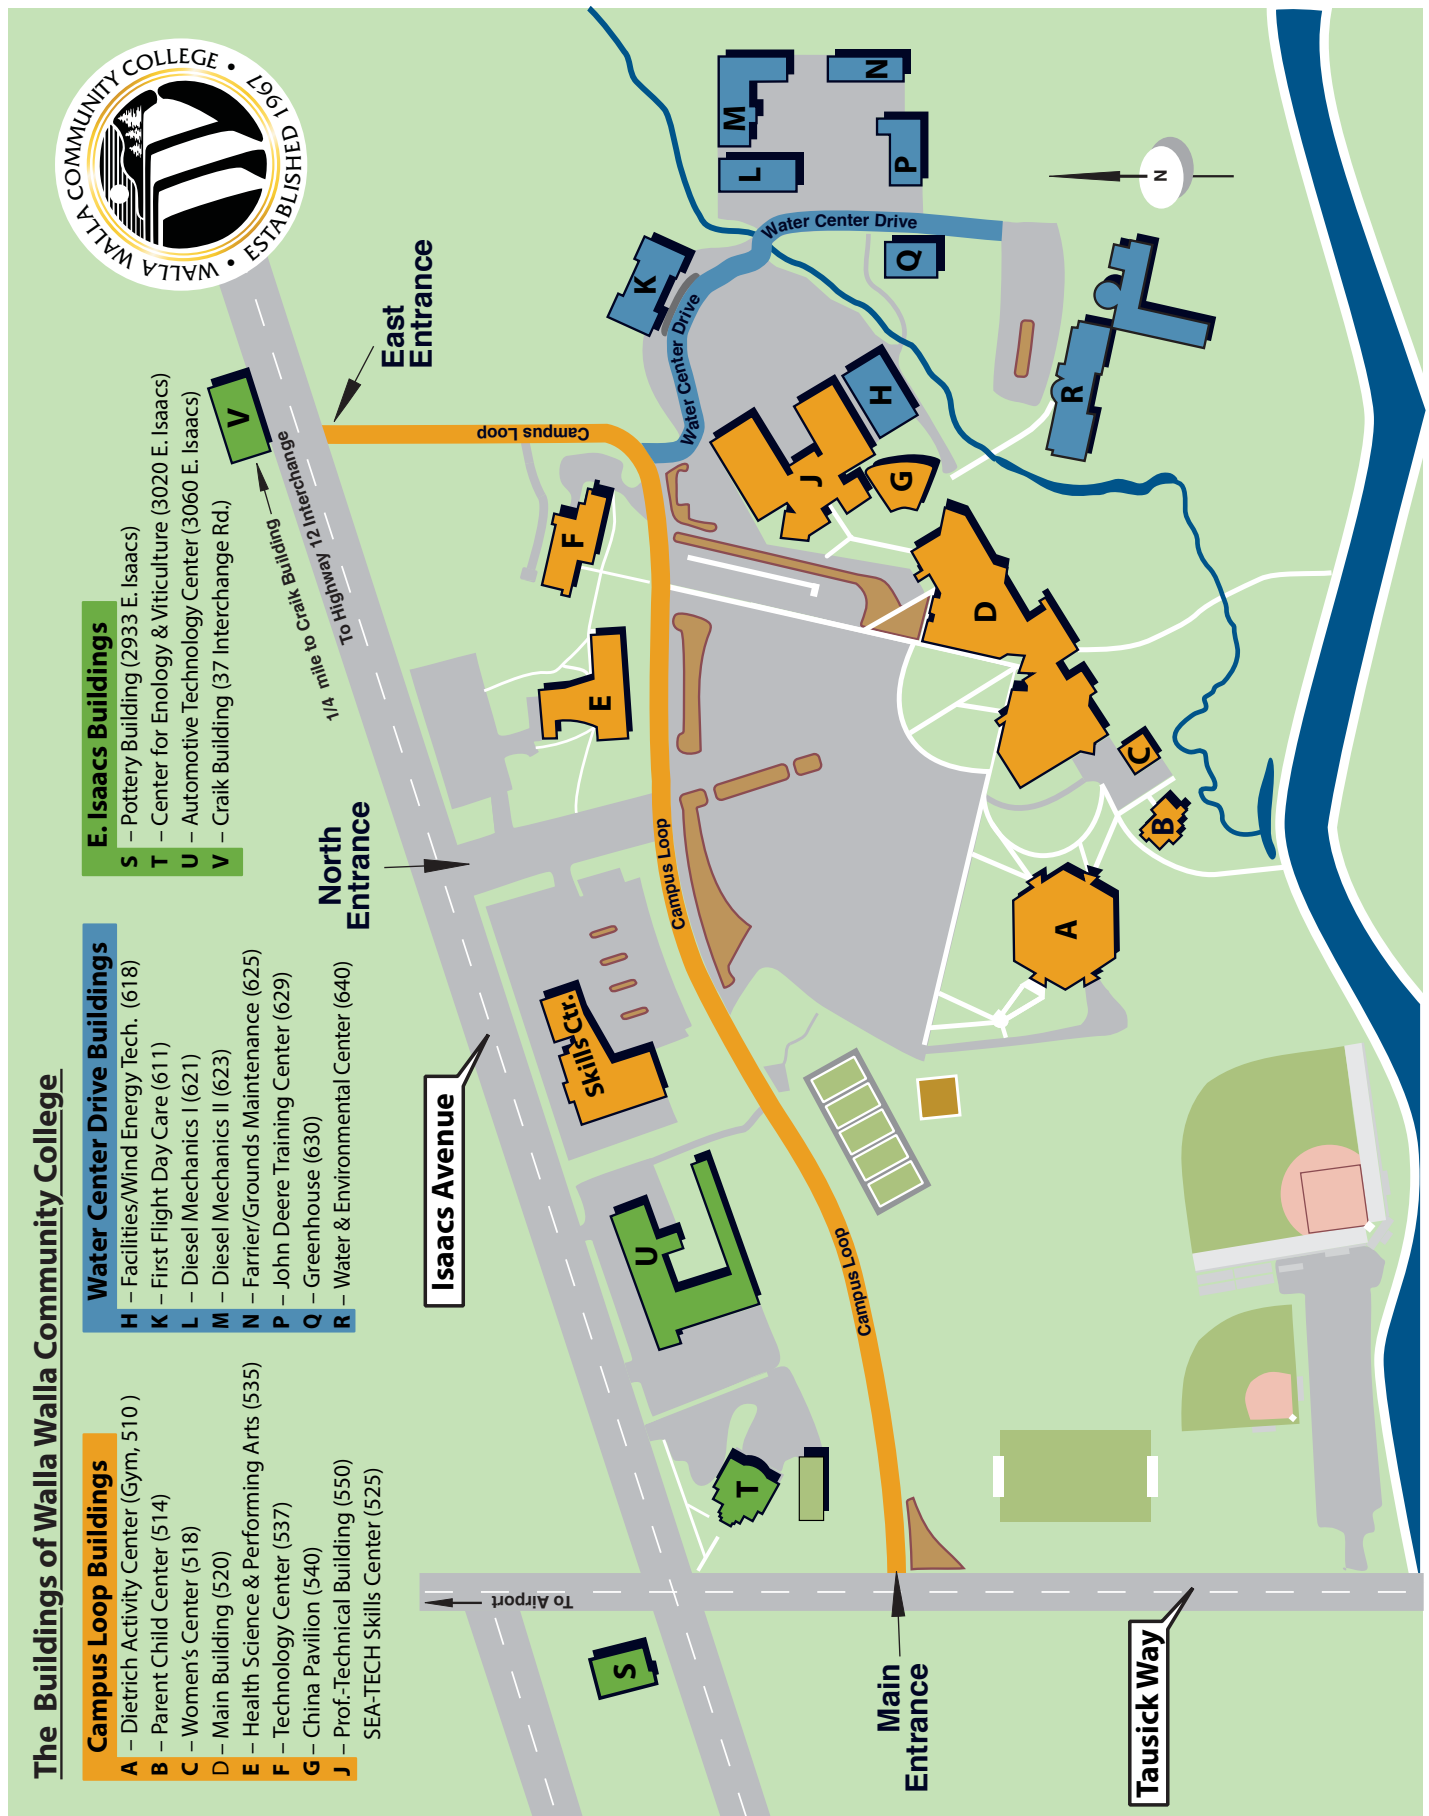 The Buildings of Walla Walla Community College
Campus Loop Buildings
A – Dietrich Activity Center (Gym, 510 )
B – Parent Child Center (514)
C – Women's Center (518)
D – Main Building (520)
E – Health Science & Performing Arts (535)
F – Technology Center (537)
G – China Pavilion (540)
J – Prof.-Technical Building (550)
SEA-TECH Skills Center (525)
Water Center Drive Buildings
H – Facilities/Wind Energy Tech. (618)
K – First Flight Day Care (611)
L – Diesel Mechanics I (621)
M – Diesel Mechanics II (623)
N – Farrier/Grounds Maintenance (625)
P – John Deere Training Center (629)
Q – Greenhouse (630)
R – Water & Environmental Center (640)
E. Isaacs Buildings
S – Pottery Building (2933 E. Isaacs)
T – Center for Enology & Viticulture (3020 E. Isaacs)
U – Automotive Technology Center (3060 E. Isaacs)
V – Craik Building (37 Interchange Rd.)
WALLA WALLA COMMUNITY COLLEGE • ESTABLISHED 1967 •
V
1/4 mile to Craik Building
To Highway 12 Interchange
East
Entrance
North
Entrance
Isaacs Avenue
Campus Loop
Water Center Drive
Water Center Drive
K
L
M
N
P
Q
N
R
H
J
G
F
E
D
C
B
A
Campus Loop
Skills Ctr.
U
Campus Loop
T
S
To Airport
Main
Entrance
Tausick Way